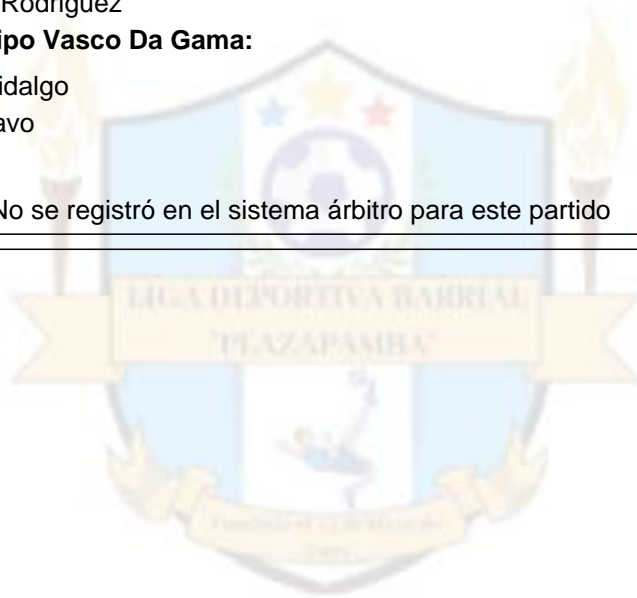 Rodriguez
ipo Vasco Da Gama:
idalgo
avo
No se registró en el sistema árbitro para este partido
LIGA DEPORTIVA BARRIAL
"PLAZAPAMBA"